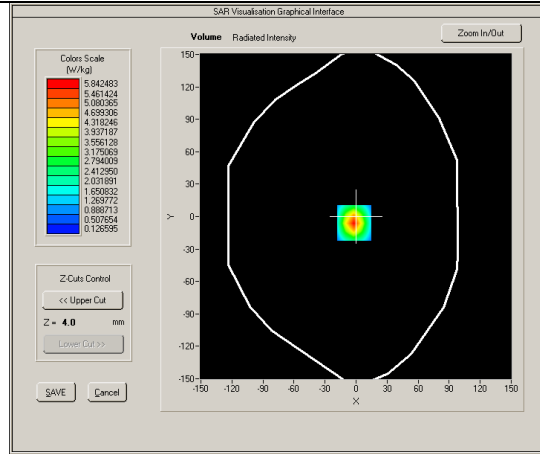 SAR Visualisation Graphical Interface
Volume Radiated Intensity
Zoom In/Out
Colors Scale
(W/kg)
5.842483
5.461424
5.080365
4.699306
4.318246
3.937187
3.556128
3.175069
2.794009
2.412950
2.031891
1.650832
1.269772
0.888713
0.507654
0.126595
Z-Cuts Control
<< Upper Cut
Z = 4.0 mm
Lower Cut >>
SAVE Cancel
150-
120-
90-
60-
30-
0-
-30-
-60-
-90-
-120-
-150-
Y
-150 -120 -90 -60 -30 0 30 60 90 120 150
X